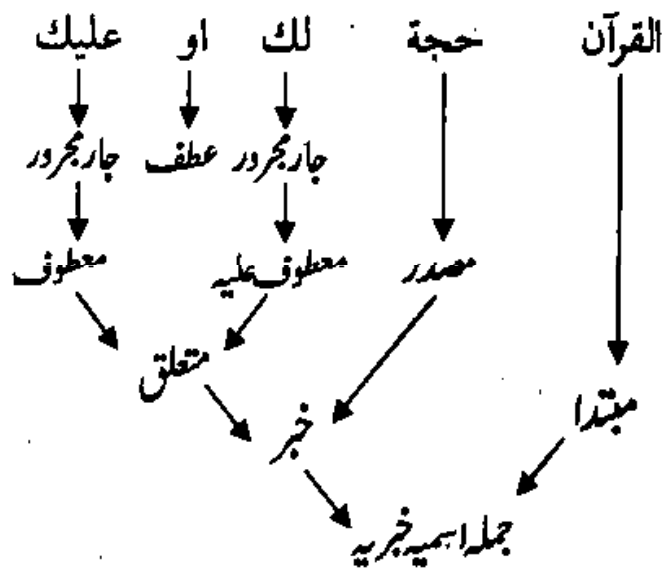 القرآن حجة لك او عليك
جار مجرور عطف جار مجرور
مصدر معطوف علیہ معطوف
متعلق
مبتدا
خبر
جملہ اسمیہ خبریہ